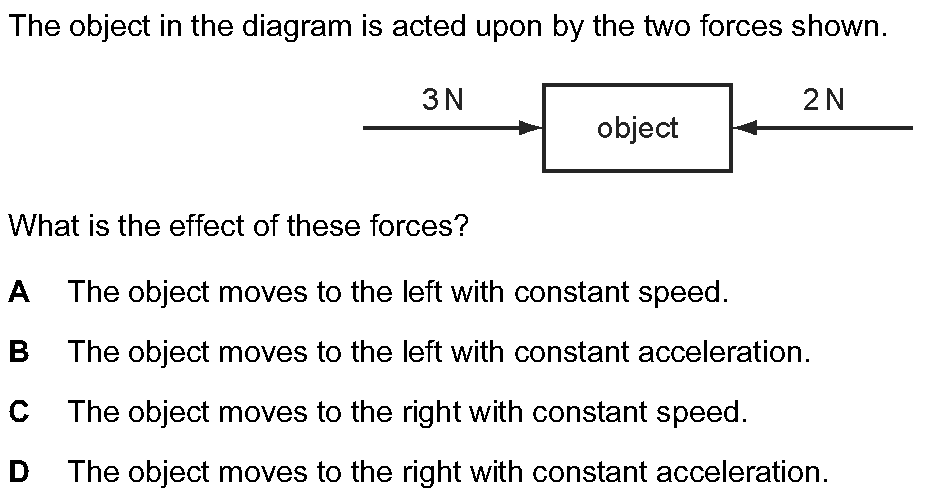 The object in the diagram is acted upon by the two forces shown.
3 N
2 N
object
What is the effect of these forces?
A The object moves to the left with constant speed.
B The object moves to the left with constant acceleration.
C The object moves to the right with constant speed.
D The object moves to the right with constant acceleration.